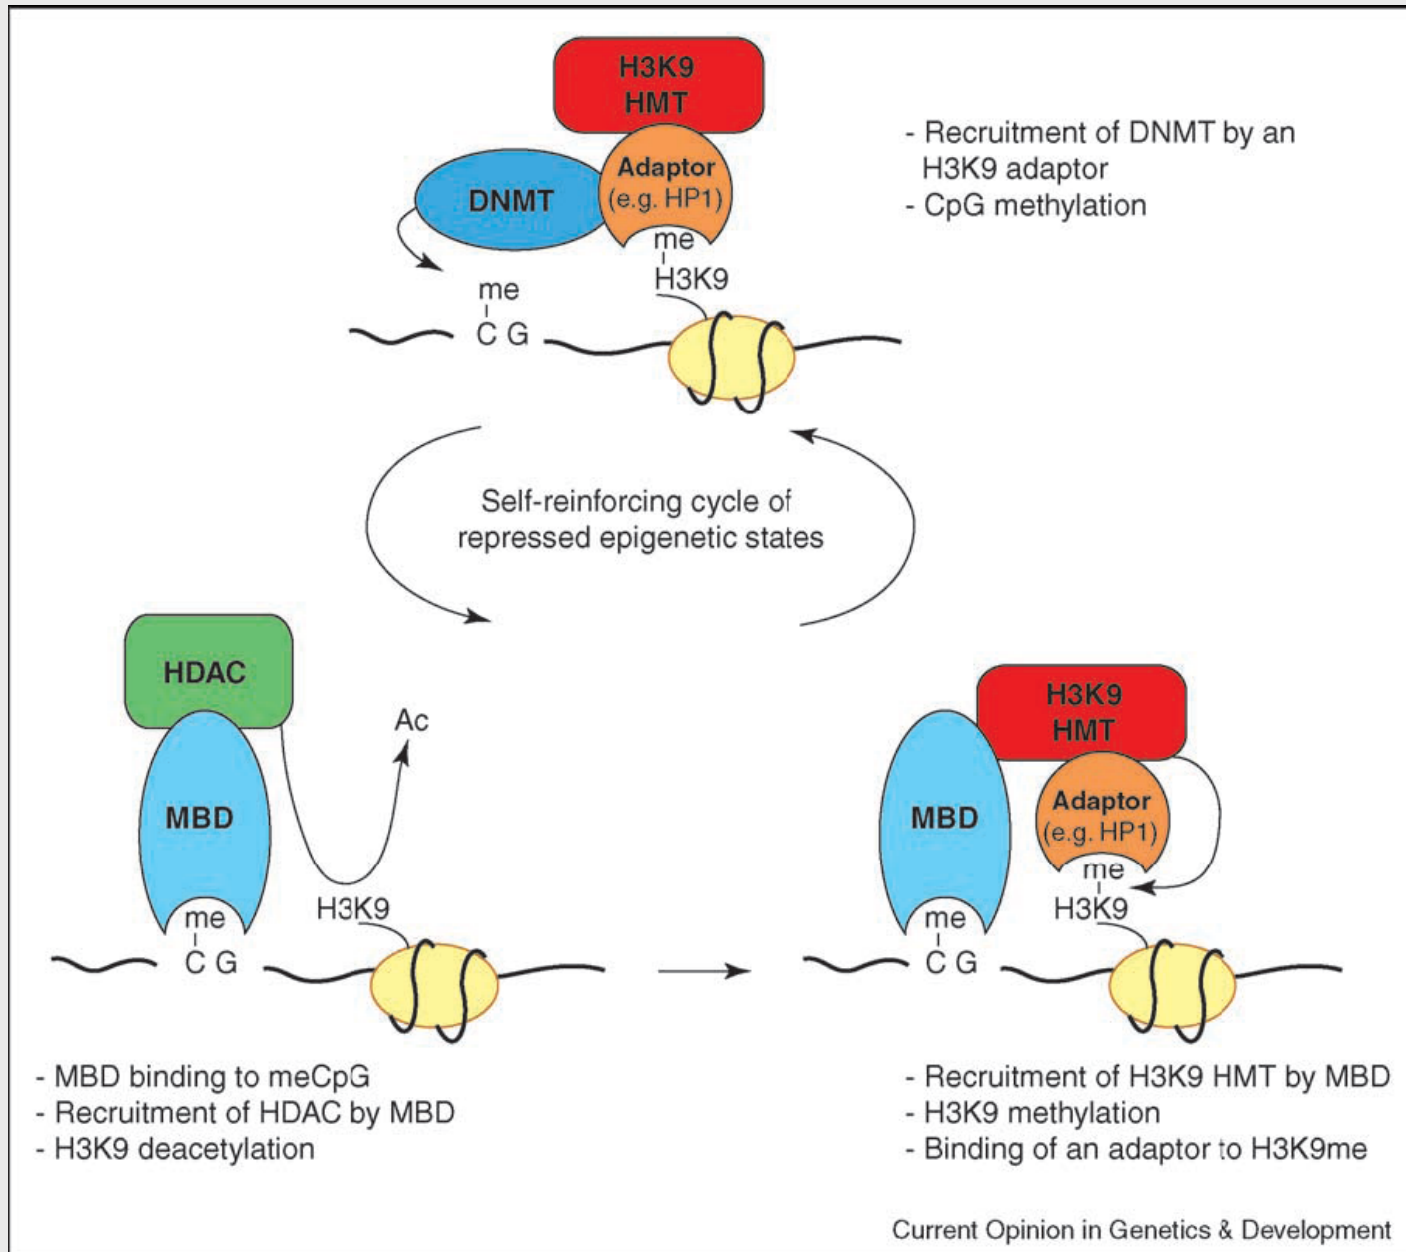 H3K9
HMT
Adaptor
(e.g. HP1)
DNMT
me
H3K9
me
C G
- Recruitment of DNMT by an
H3K9 adaptor
- CpG methylation
Self-reinforcing cycle of
repressed epigenetic states
HDAC
Ac
MBD
H3K9
me
C G
- MBD binding to meCpG
- Recruitment of HDAC by MBD
- H3K9 deacetylation
H3K9
HMT
MBD
Adaptor
(e.g. HP1)
me
H3K9
me
C G
- Recruitment of H3K9 HMT by MBD
- H3K9 methylation
- Binding of an adaptor to H3K9me
Current Opinion in Genetics & Development